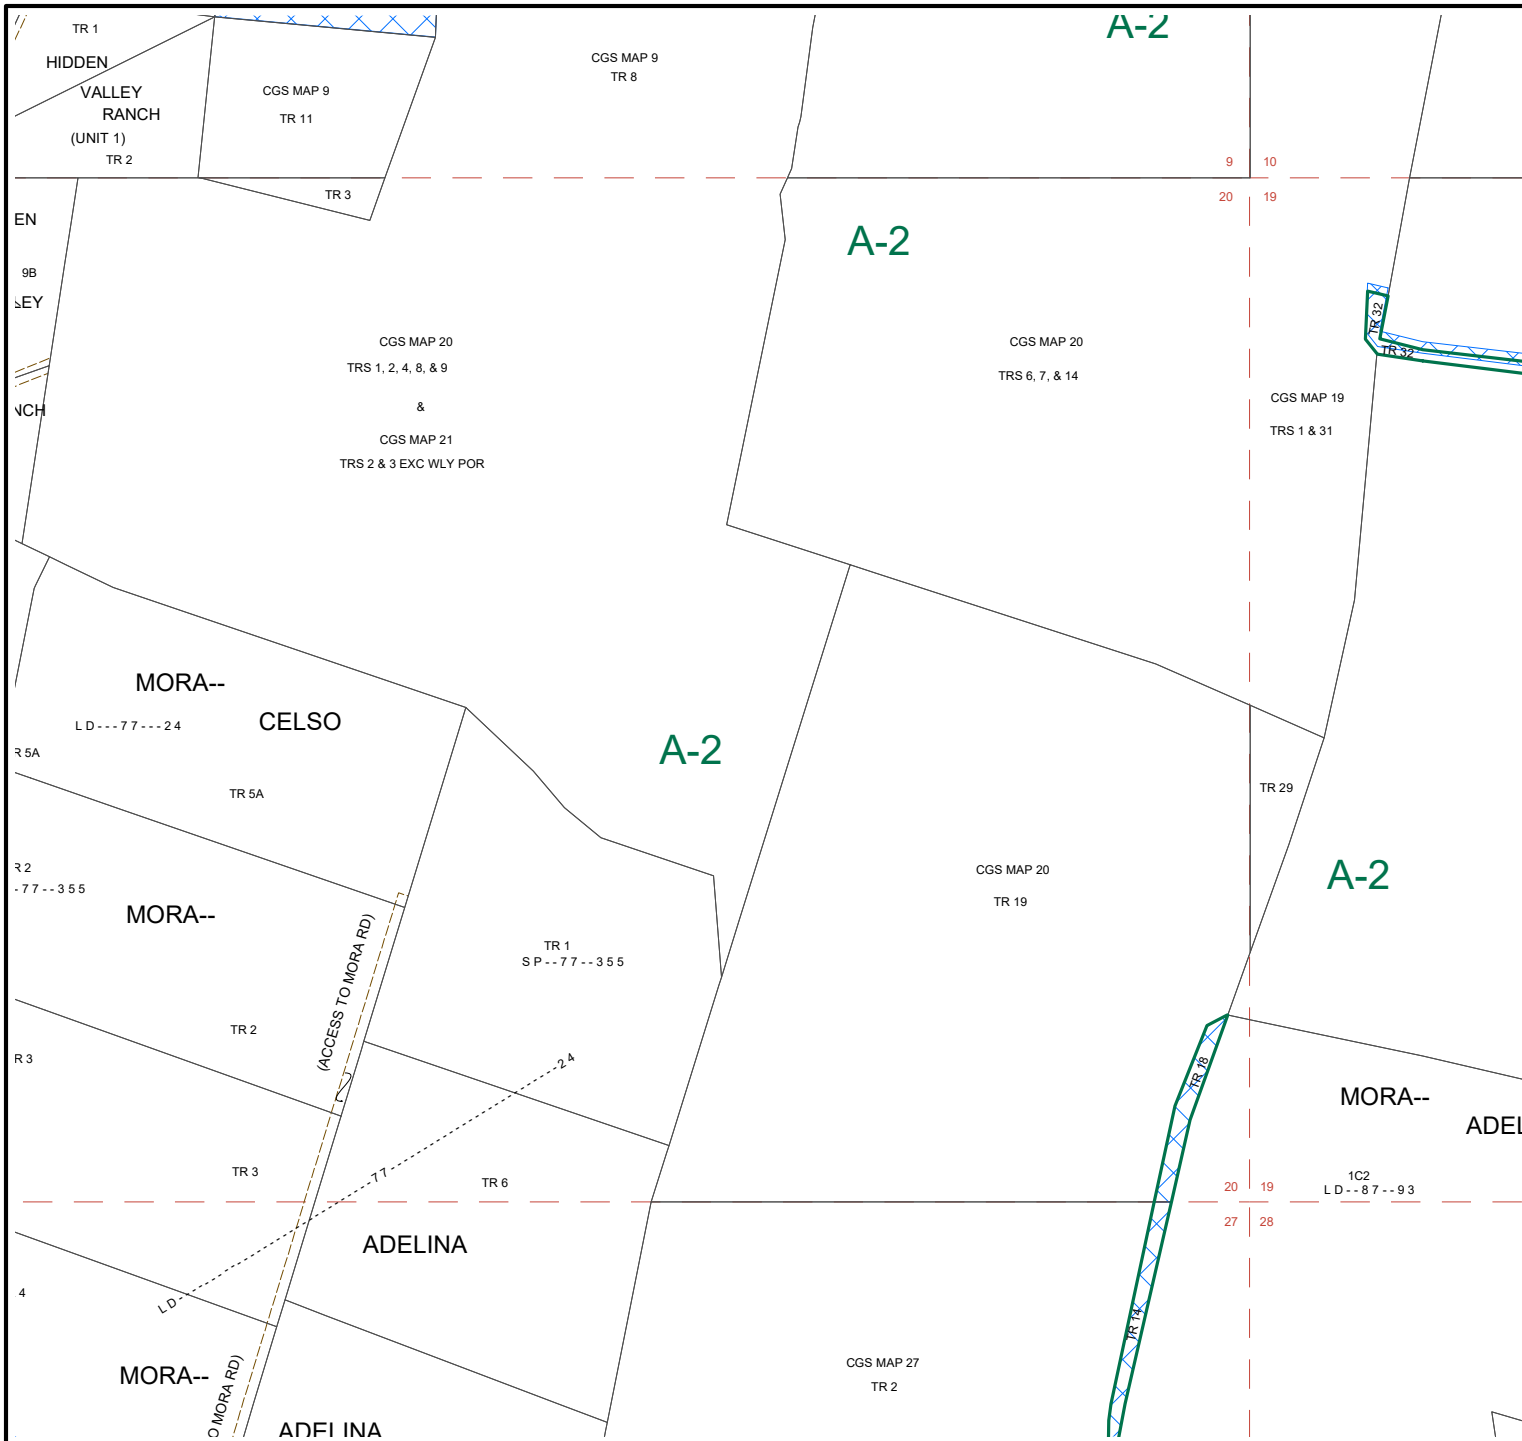 A-2
TR 1
HIDDEN
VALLEY
RANCH
(UNIT 1)
TR 2
CGS MAP 9
TR 11
CGS MAP 9
TR 8
9 10
20 19
TR 3
EN
9B
LEY
NCH
A-2
CGS MAP 20
TRS 1, 2, 4, 8, & 9
&
CGS MAP 21
TRS 2 & 3 EXC WLY POR
CGS MAP 20
TRS 6, 7, & 14
TR 32
TR 32
CGS MAP 19
TRS 1 & 31
MORA--
CELSO
LD---77---24
R 5A
TR 5A
A-2
TR 29
R 2
-77--355
MORA--
CGS MAP 20
TR 19
A-2
(ACCESS TO MORA RD)
TR 1
SP--77--355
TR 2
R 3
LD 77 24
TR 18
MORA--
ADEL
TR 3
TR 6
1C2
LD--87--93
20 19
27 28
ADELINA
4
TR 14
MORA--
O MORA RD)
CGS MAP 27
TR 2
ADELINA